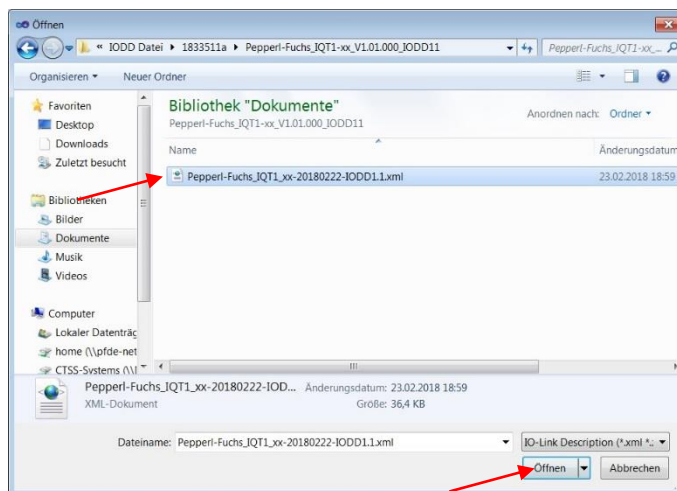 Öffnen
« IODD Datei ▸ 1833511a ▸ Pepperl-Fuchs_IQT1-xx_V1.01.000_IODD11
Pepperl-Fuchs_IQT1-xx_...
Organisieren
Neuer Ordner
Favoriten
Desktop
Downloads
Zuletzt besucht
Bibliotheken
Bilder
Dokumente
Musik
Videos
Computer
Lokaler Datenträg
home (\\pfde-net
CTSS-Systems (\\
Bibliothek "Dokumente"
Pepperl-Fuchs_IQT1-xx_V1.01.000_IODD11
Anordnen nach: Ordner
Name
Änderungsdatum
Pepperl-Fuchs_IQT1_xx-20180222-IODD1.1.xml
23.02.2018 18:59
Pepperl-Fuchs_IQT1_xx-20180222-IOD... Änderungsdatum: 23.02.2018 18:59
XML-Dokument Größe: 36,4 KB
Dateiname: Pepperl-Fuchs_IQT1_xx-20180222-IODD1.1.xml
IO-Link Description (*.xml *.:
Öffnen
Abbrechen